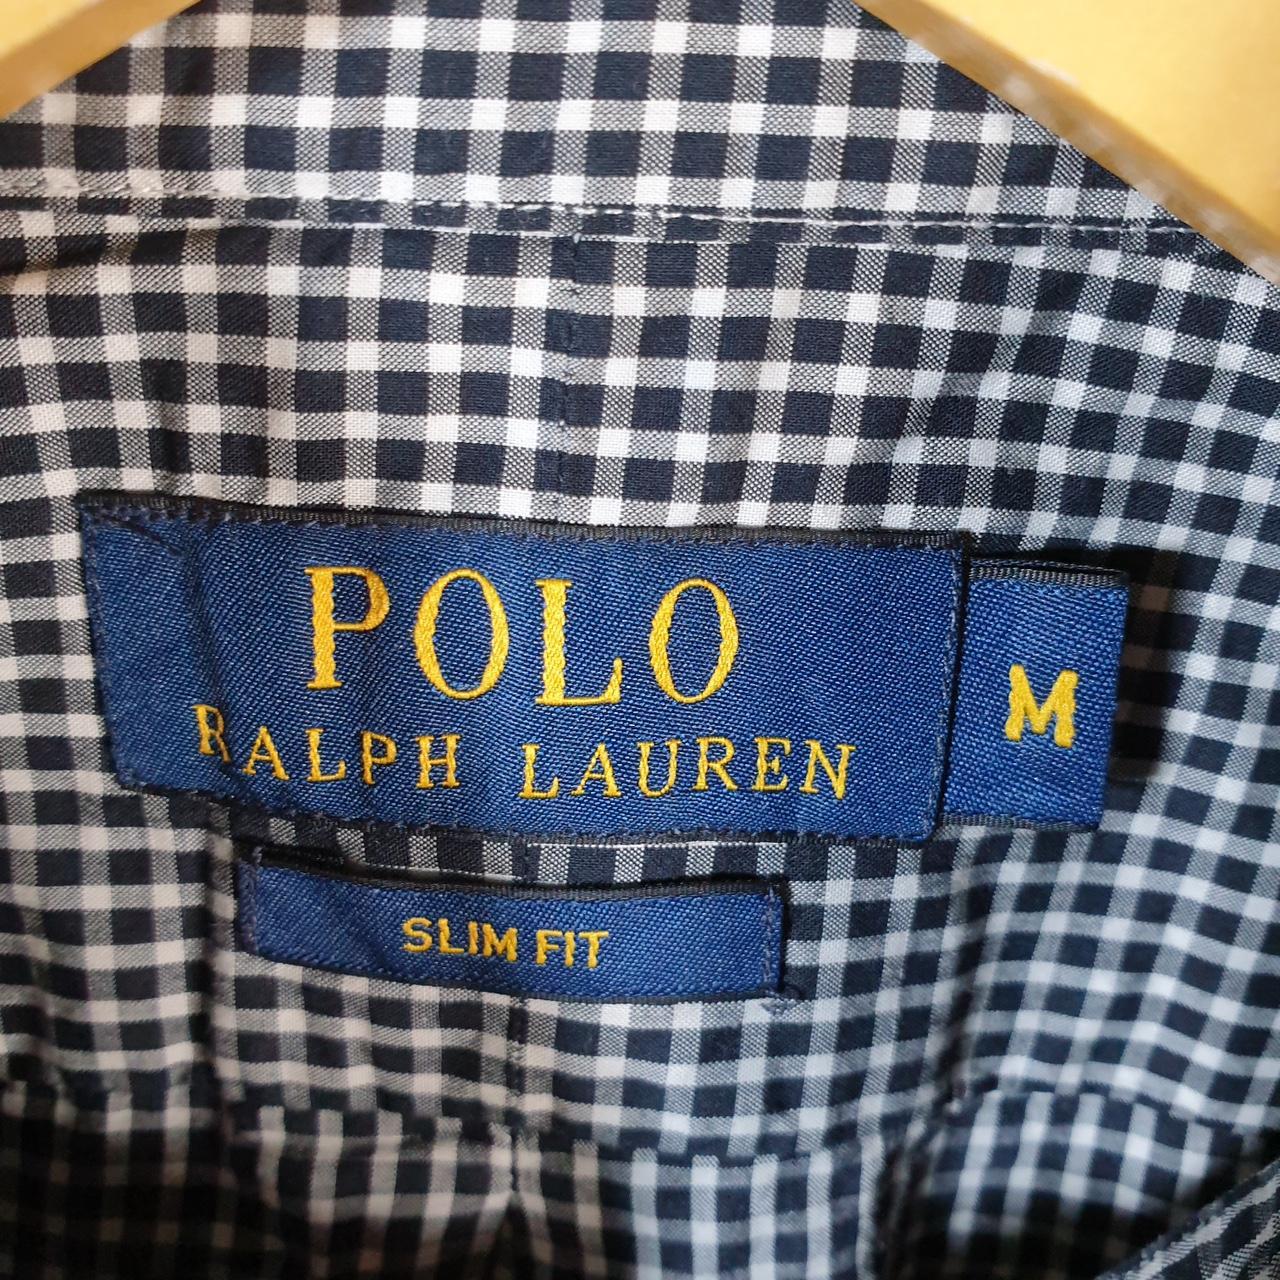 POLO
RALPH LAUREN
M
SLIM FIT